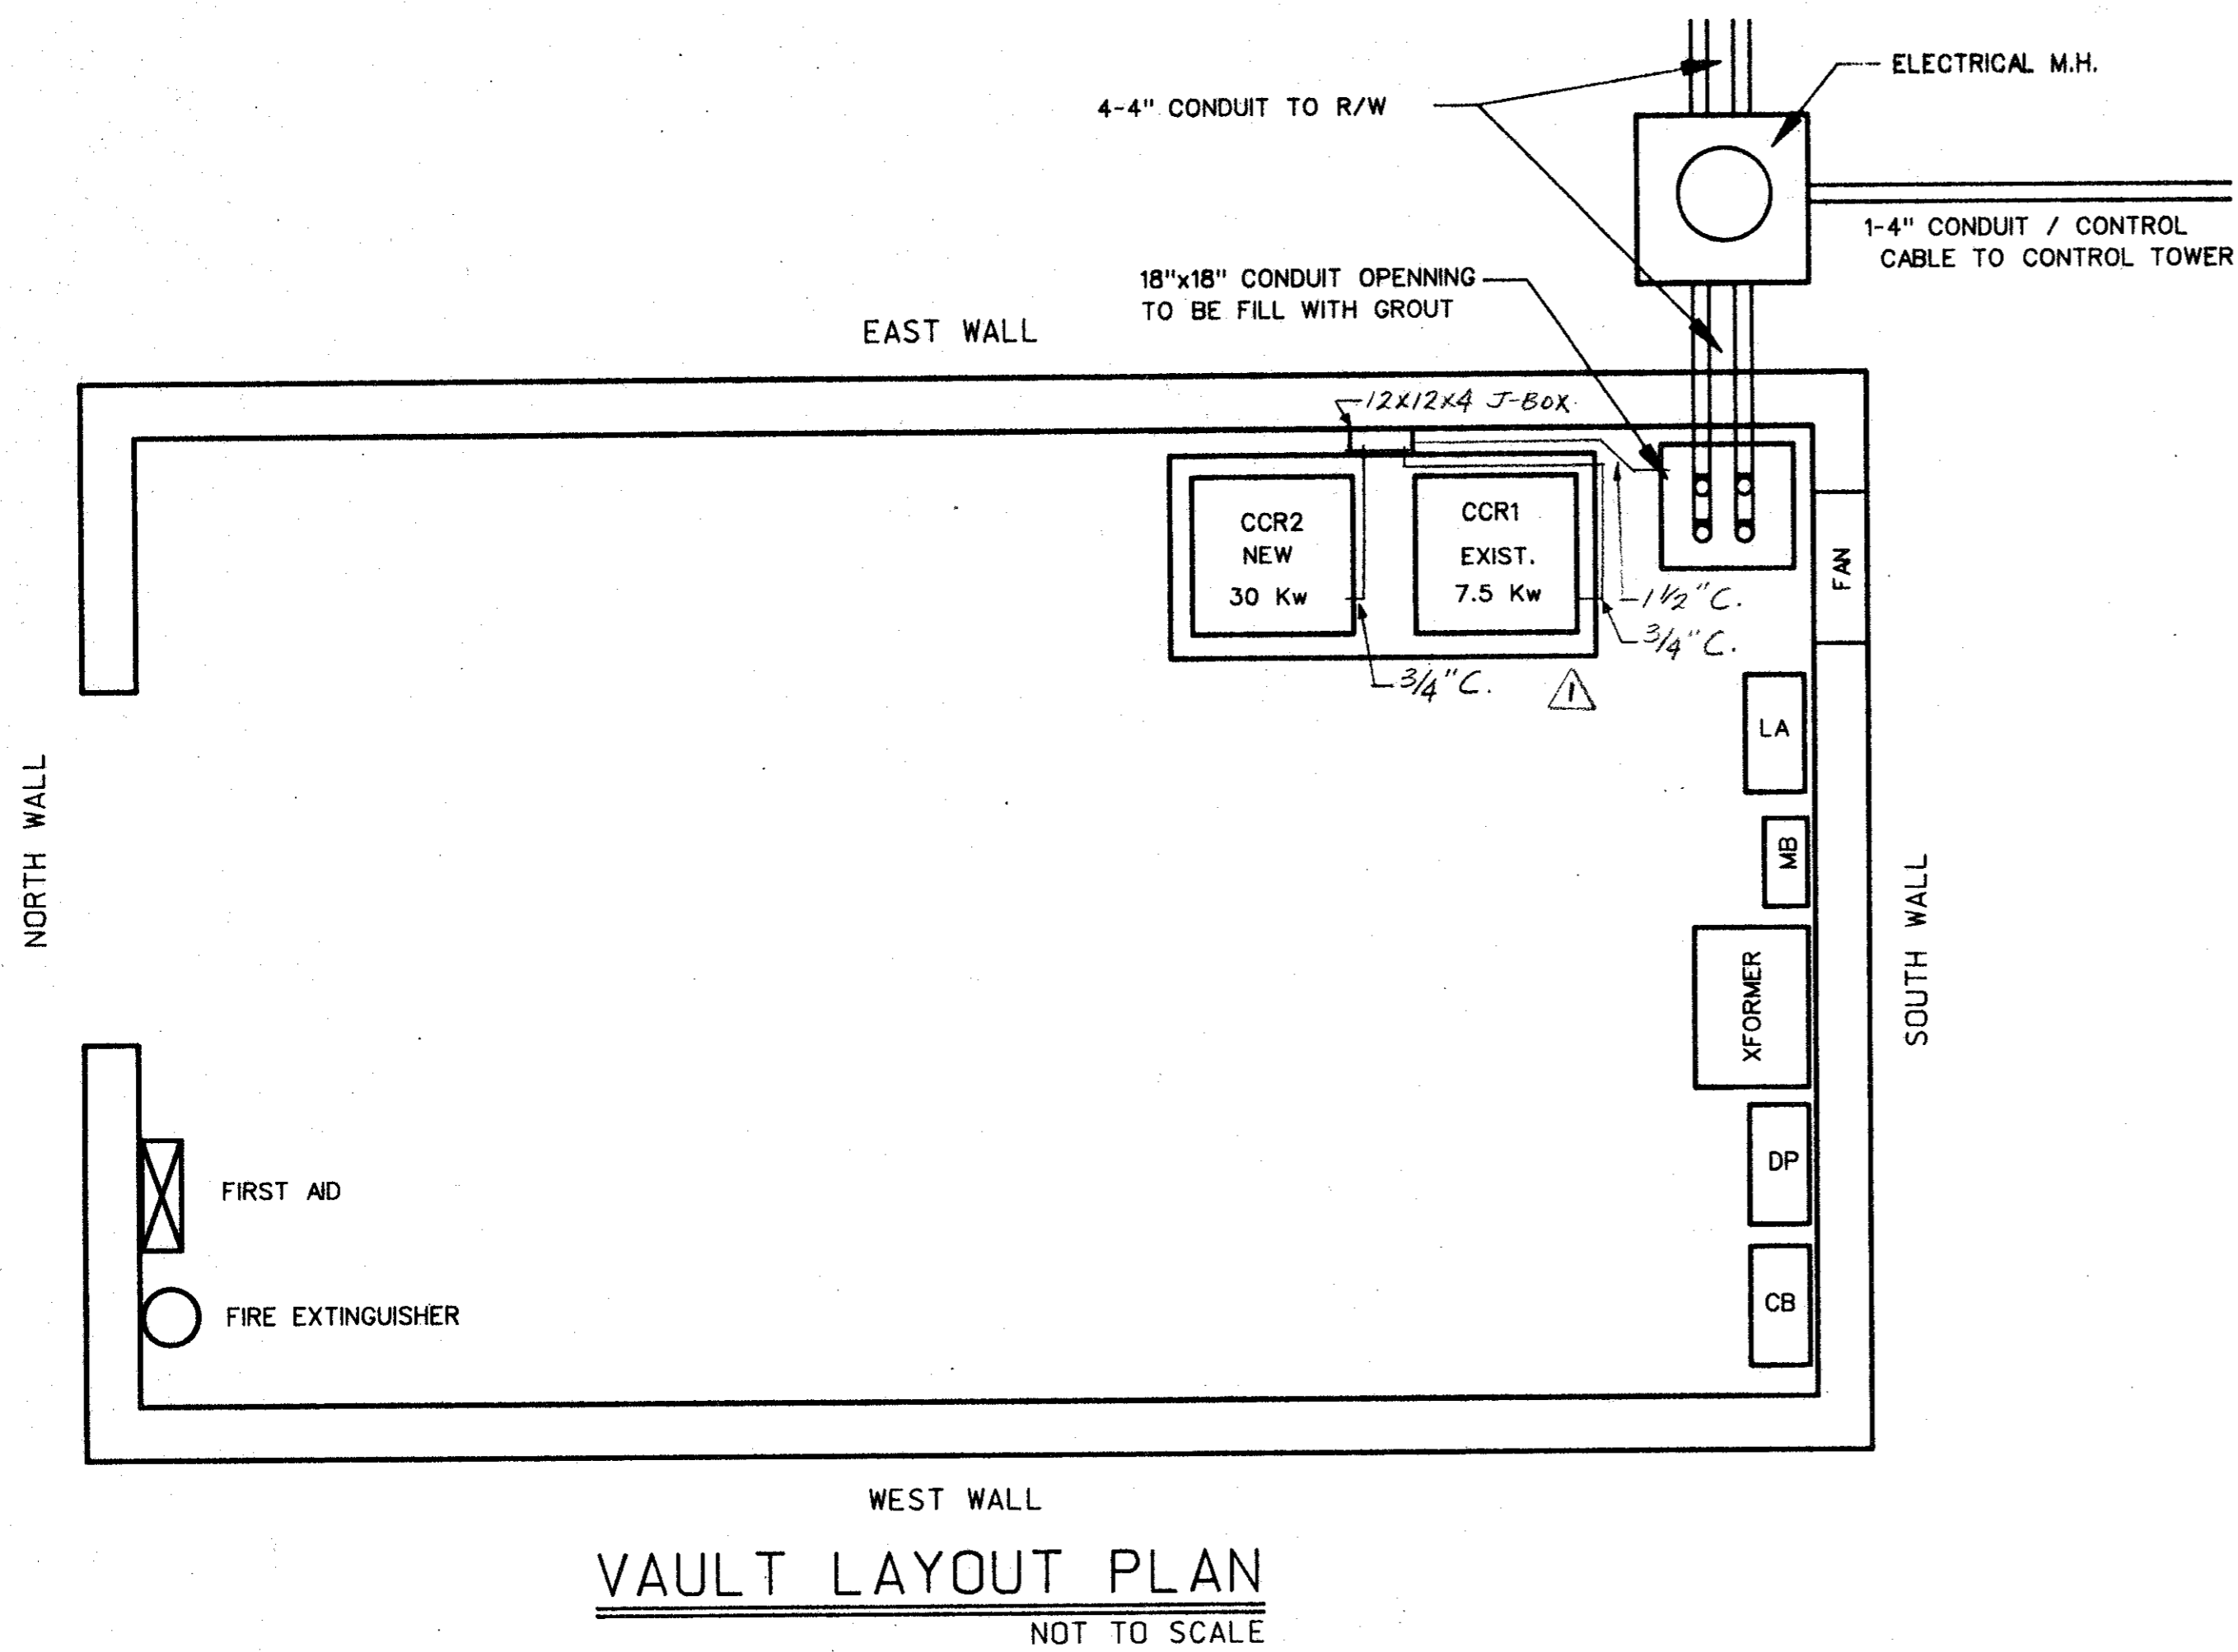 ELECTRICAL M.H.
4-4" CONDUIT TO R/W
1-4" CONDUIT / CONTROL
CABLE TO CONTROL TOWER
18"x18" CONDUIT OPENNING
TO BE FILL WITH GROUT
EAST WALL
12x12x4 J-BOX.
CCR2
NEW
30 Kw
CCR1
EXIST.
7.5 Kw
FAN
1 1/2" C.
3/4" C.
3/4" C.
1
LA
MB
NORTH WALL
SOUTH WALL
XFORMER
DP
FIRST AID
CB
FIRE EXTINGUISHER
WEST WALL
VAULT LAYOUT PLAN
NOT TO SCALE